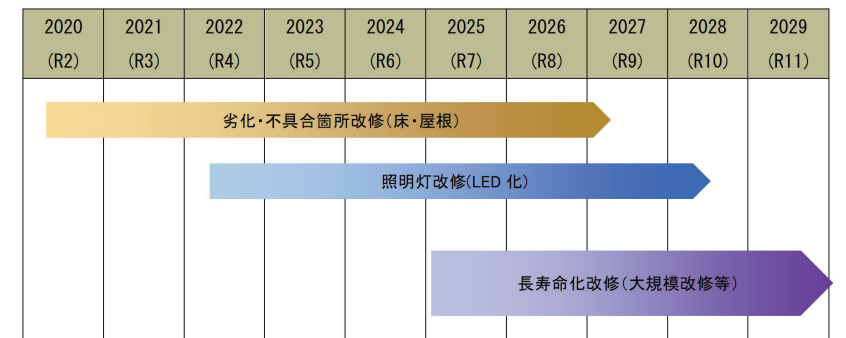 2020 2021 2022 2023 2024 2025 2026 2027 2028 2029
(R2) (R3) (R4) (R5) (R6) (R7) (R8) (R9) (R10) (R11)
劣化・不具合箇所改修(床・屋根)
照明灯改修(LED 化)
長寿命化改修(大規模改修等)